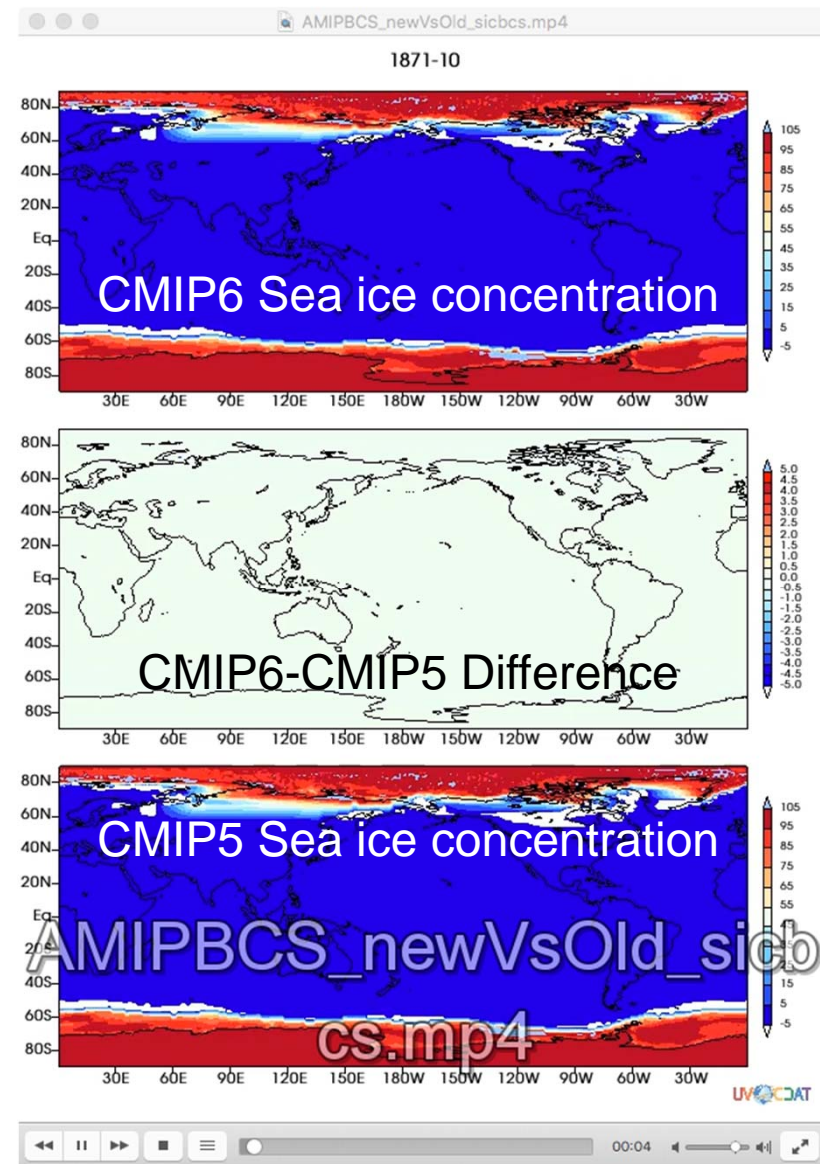 AMIPBCS_newVsOld_sicbcs.mp4
1871-10
80N
60N
40N
20N
Eq
20S
40S
60S
80S
CMIP6 Sea ice concentration
30E 60E 90E 120E 150E 180W 150W 120W 90W 60W 30W
105
95
85
75
65
55
45
35
25
15
5
-5
80N
60N
40N
20N
Eq
20S
40S
60S
80S
CMIP6-CMIP5 Difference
30E 60E 90E 120E 150E 180W 150W 120W 90W 60W 30W
5.0
4.5
4.0
3.5
3.0
2.5
2.0
1.5
1.0
0.5
0.0
-0.5
-1.0
-1.5
-2.0
-2.5
-3.0
-3.5
-4.0
-4.5
-5.0
80N
60N
40N
20N
Eq
20S
40S
60S
80S
CMIP5 Sea ice concentration
AMIPBCS_newVsOld_sicb
cs.mp4
30E 60E 90E 120E 150E 180W 150W 120W 90W 60W 30W
105
95
85
75
65
55
15
5
-5
UV CDAT
00:04